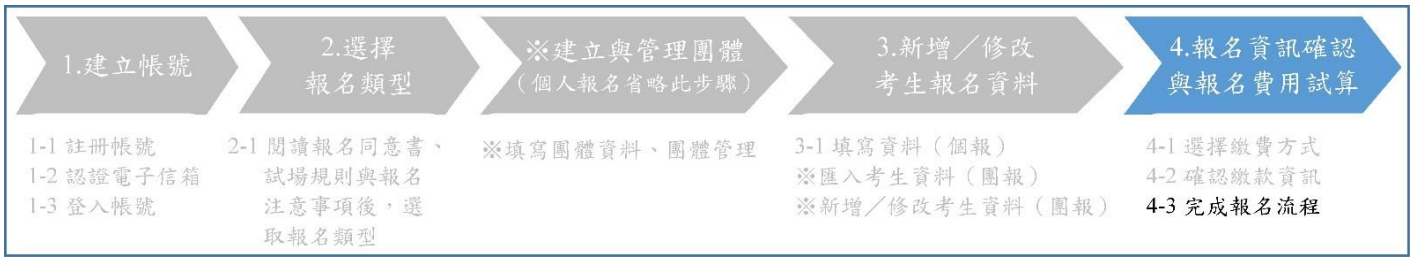 1.建立帳號
2.選擇
報名類型
※建立與管理團體
（個人報名省略此步驟）
3.新增／修改
考生報名資料
4.報名資訊確認
與報名費用試算
1-1 註冊帳號
1-2 認證電子信箱
1-3 登入帳號
2-1 閱讀報名同意書、
試場規則與報名
注意事項後，選
取報名類型
※填寫團體資料、團體管理
3-1 填寫資料（個報）
※匯入考生資料（團報）
※新增／修改考生資料（團報）
4-1 選擇繳費方式
4-2 確認繳款資訊
4-3 完成報名流程